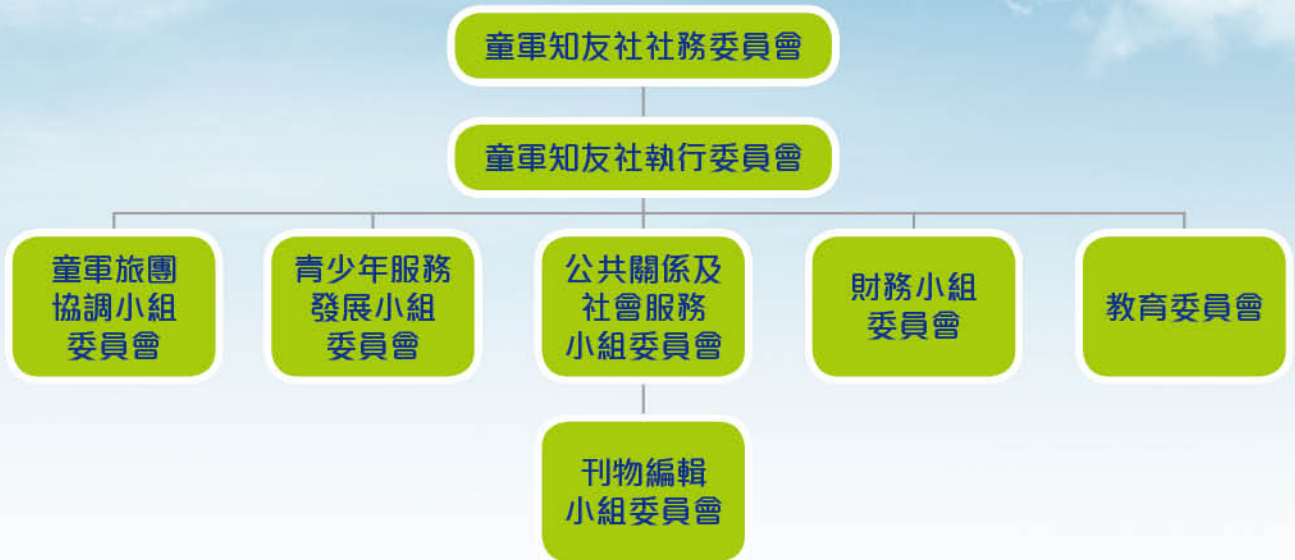 童軍知友社社務委員會
童軍知友社執行委員會
童軍旅團
協調小組
委員會
青少年服務
發展小組
委員會
公共關係及
社會服務
小組委員會
財務小組
委員會
教育委員會
刊物編輯
小組委員會